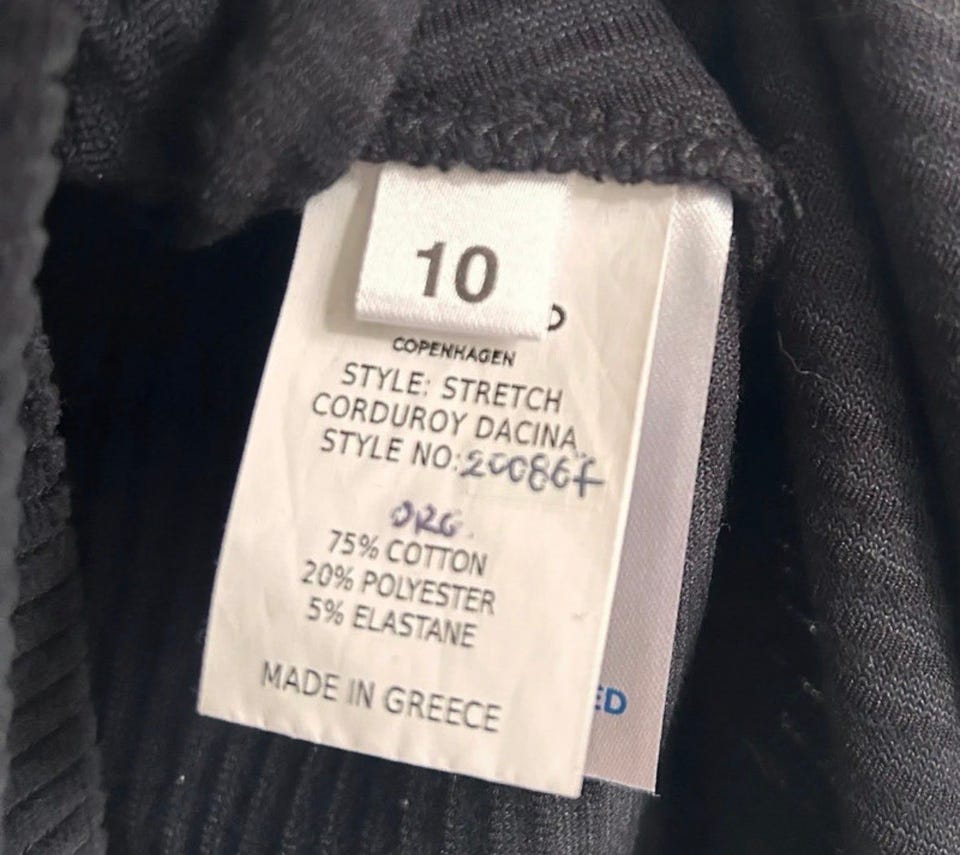 10
COPENHAGEN
STYLE: STRETCH
CORDUROY DACINA
STYLE NO: 20086f
ORG.
75% COTTON
20% POLYESTER
5% ELASTANE
MADE IN GREECE
ED